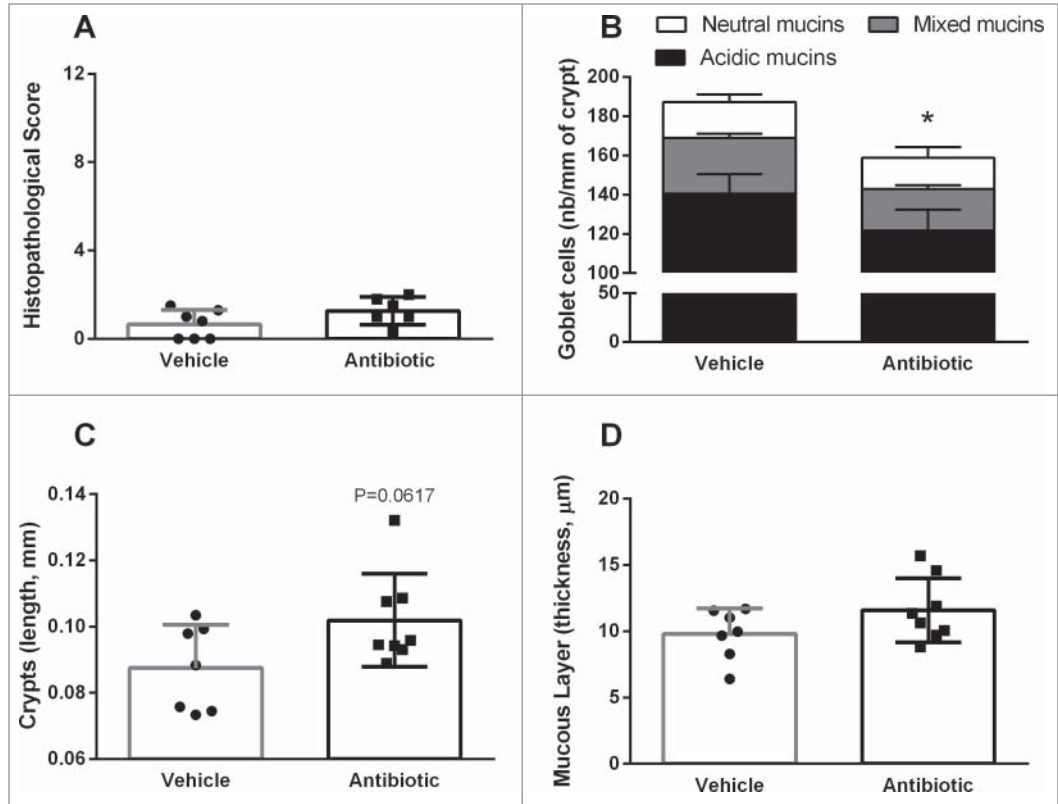 A
Histopathological Score
12
8
4
0
Vehicle
Antibiotic
B
Neutral mucins
Mixed mucins
Acidic mucins
Goblet cells (nb/mm of crypt)
200
180
160
140
120
100
50
0
*
Vehicle
Antibiotic
C
Crypts (length, mm)
0.14
0.12
0.10
0.08
0.06
P=0.0617
Vehicle
Antibiotic
D
Mucous Layer (thickness, μm)
20
15
10
5
0
Vehicle
Antibiotic